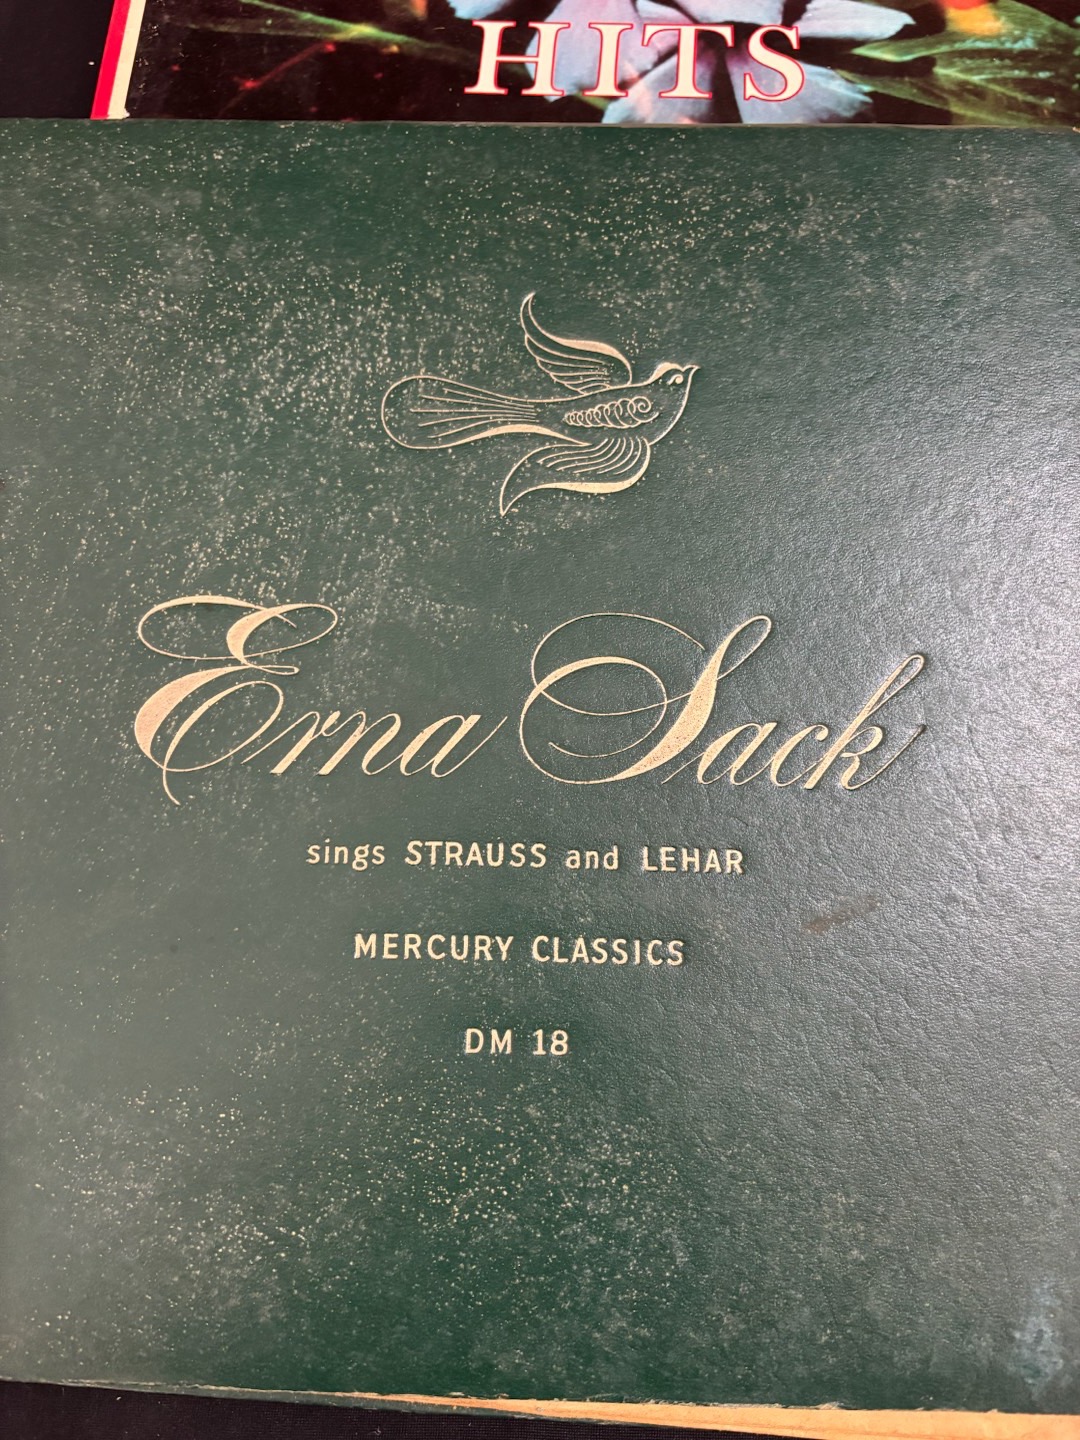 HITS
Erna Sack
sings STRAUSS and LEHAR
MERCURY CLASSICS
DM 18